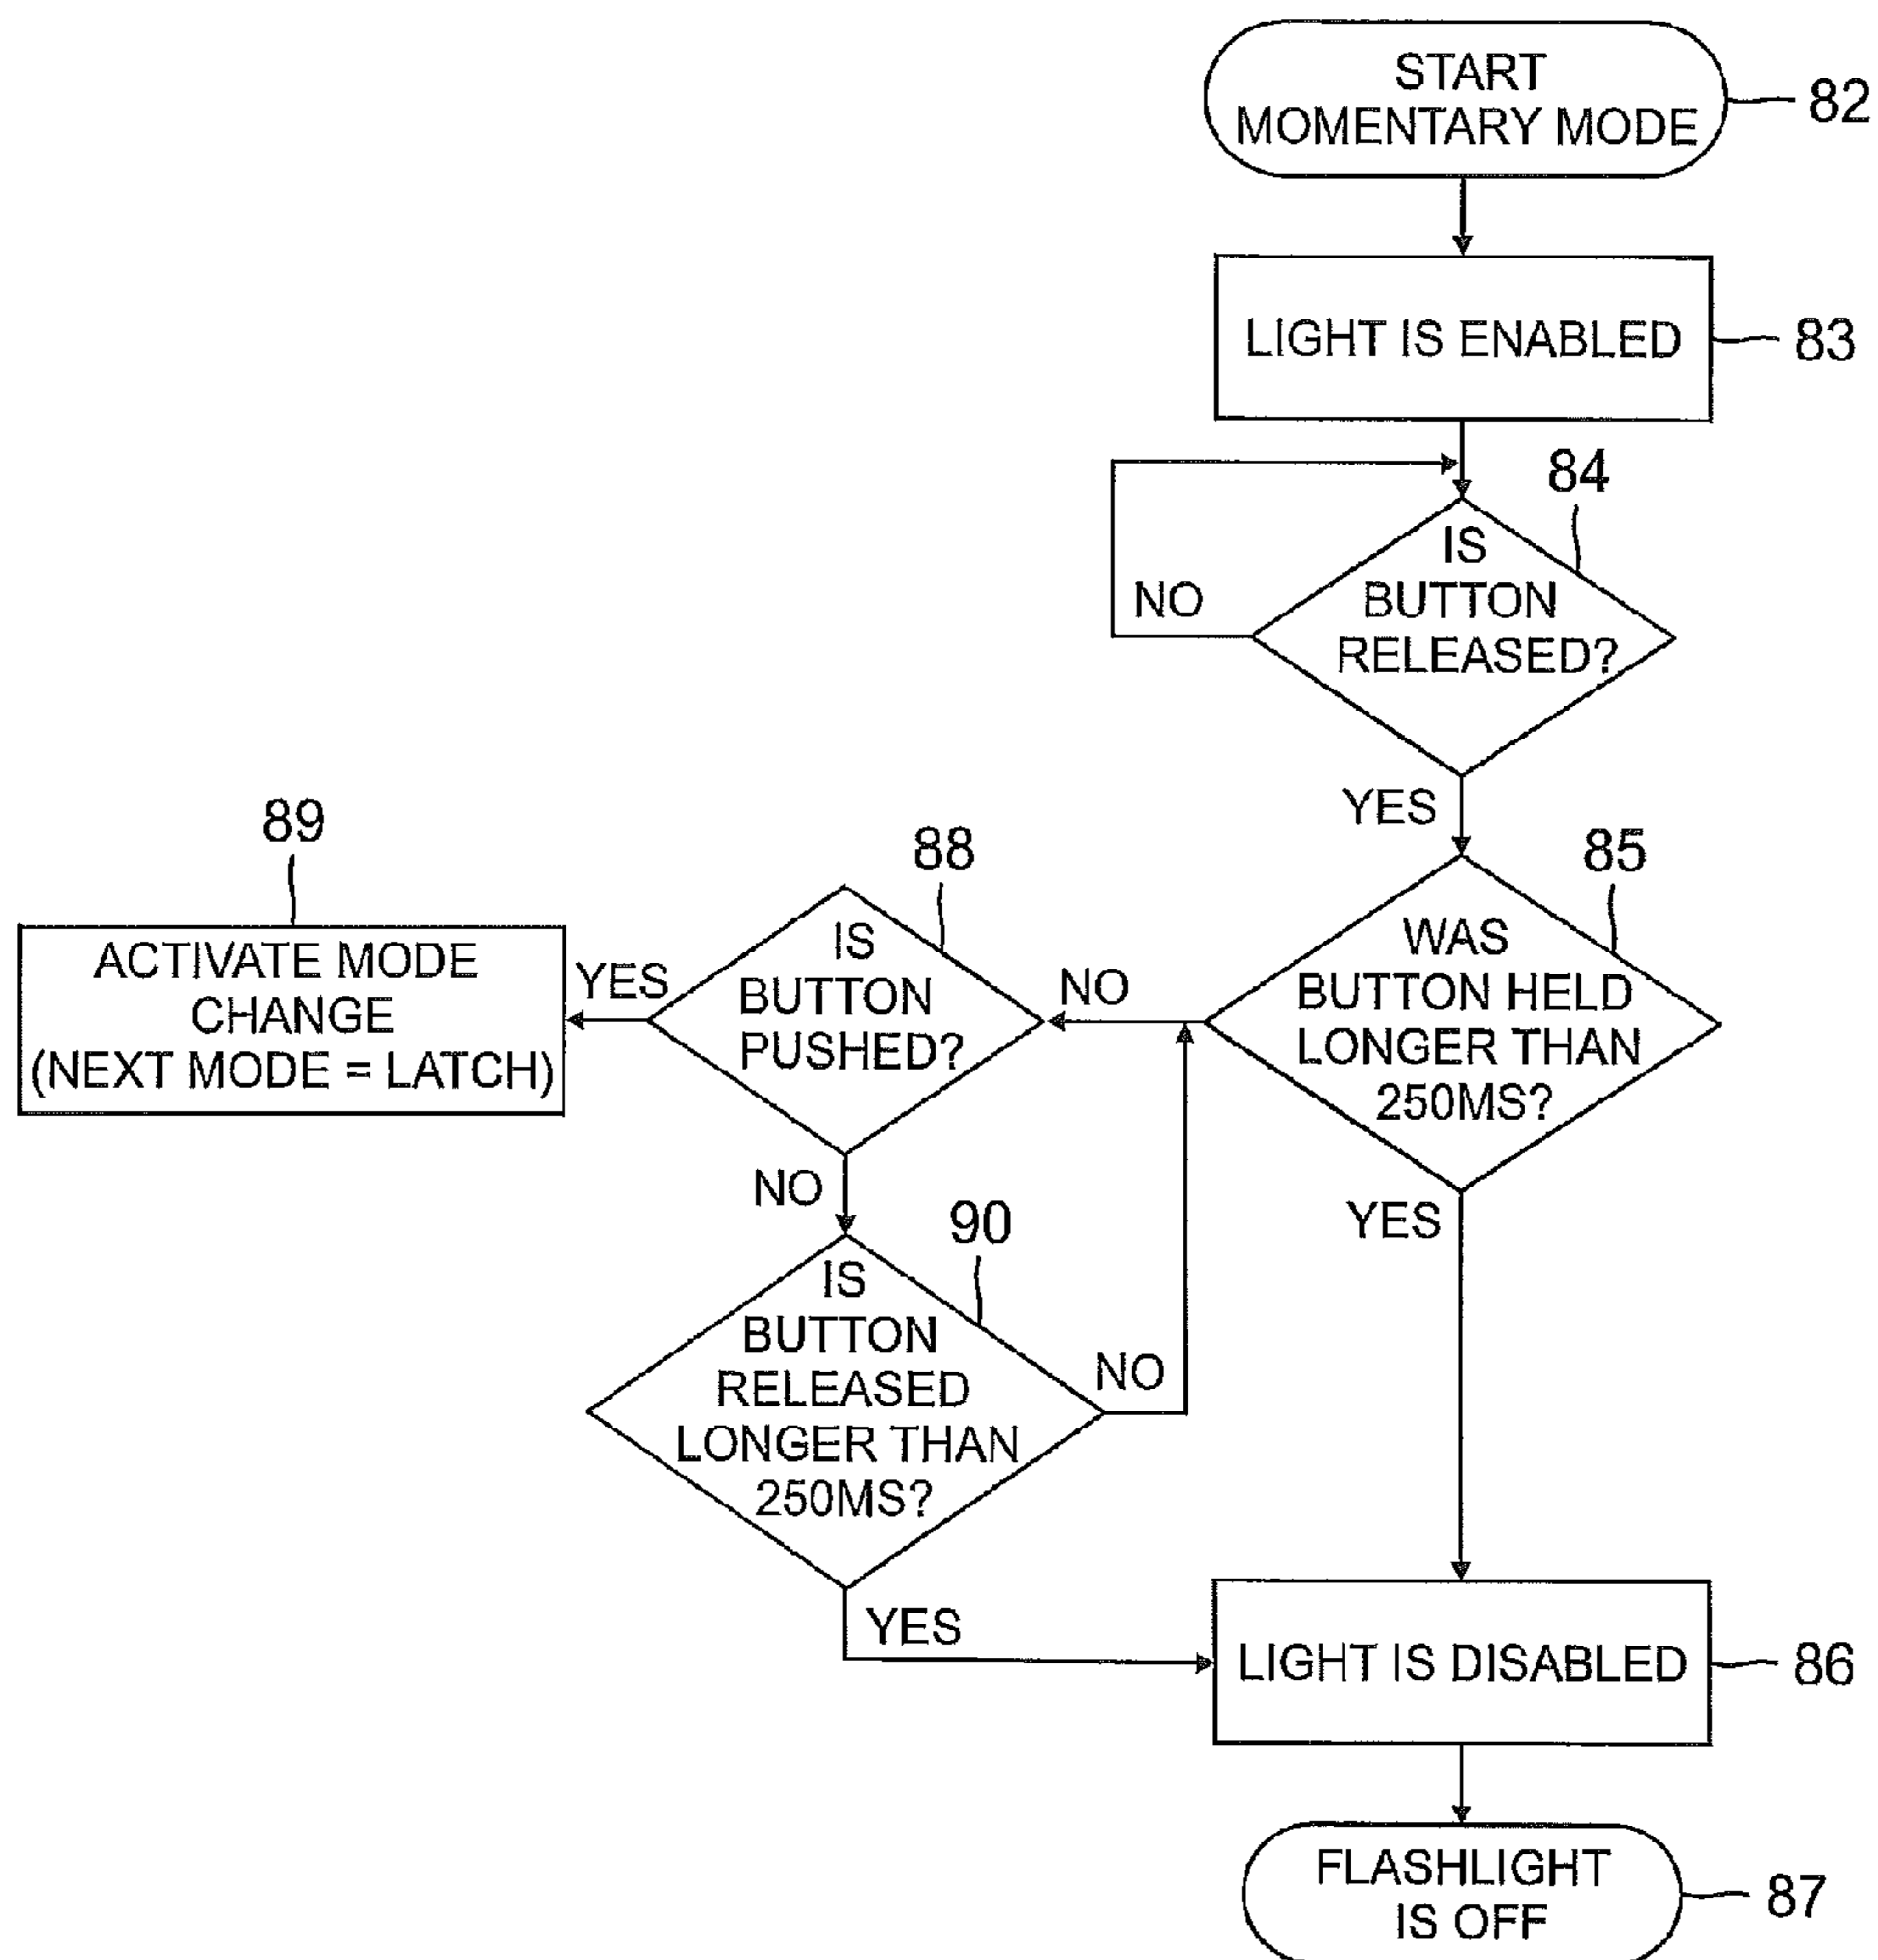 START
MOMENTARY MODE
82
LIGHT IS ENABLED
83
84
IS
BUTTON
RELEASED?
NO
YES
85
WAS
BUTTON HELD
LONGER THAN
250MS?
NO
YES
88
IS
BUTTON
PUSHED?
YES
NO
89
ACTIVATE MODE
CHANGE
(NEXT MODE = LATCH)
90
IS
BUTTON
RELEASED
LONGER THAN
250MS?
NO
YES
LIGHT IS DISABLED
86
FLASHLIGHT
IS OFF
87